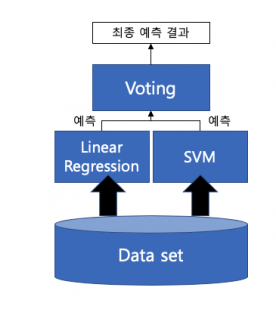 최종 예측 결과
Voting
예측 예측
Linear
Regression
SVM
Data set